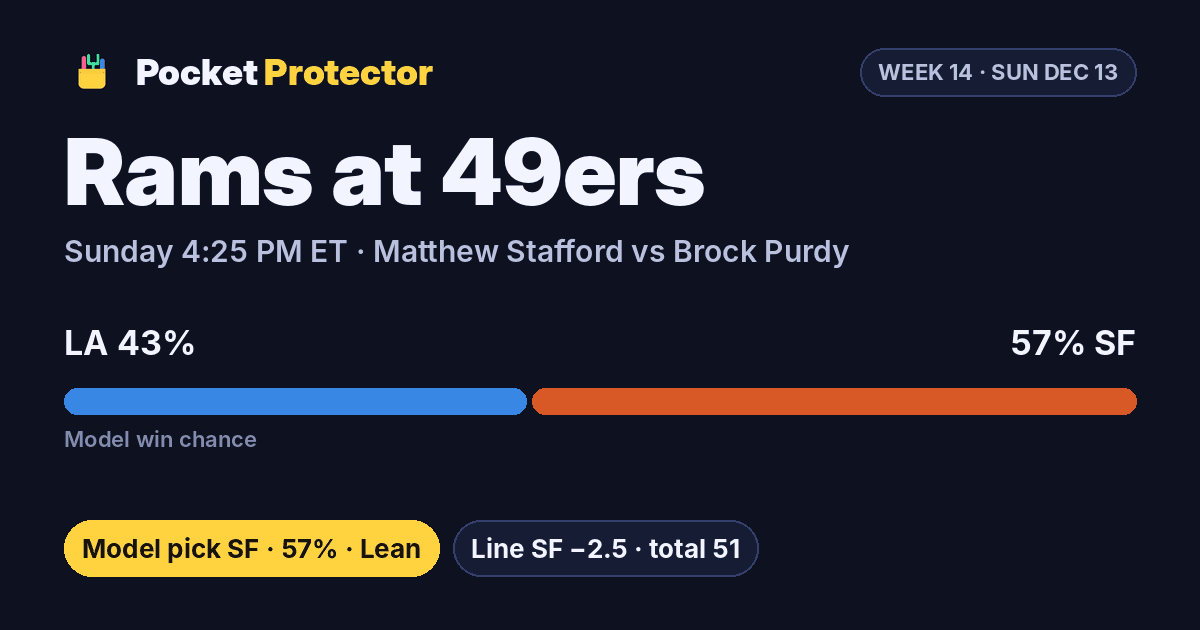 Pocket Protector
WEEK 14 · SUN DEC 13
Rams at 49ers
Sunday 4:25 PM ET · Matthew Stafford vs Brock Purdy
LA 43%
57% SF
Model win chance
Model pick SF · 57% · Lean
Line SF −2.5 · total 51